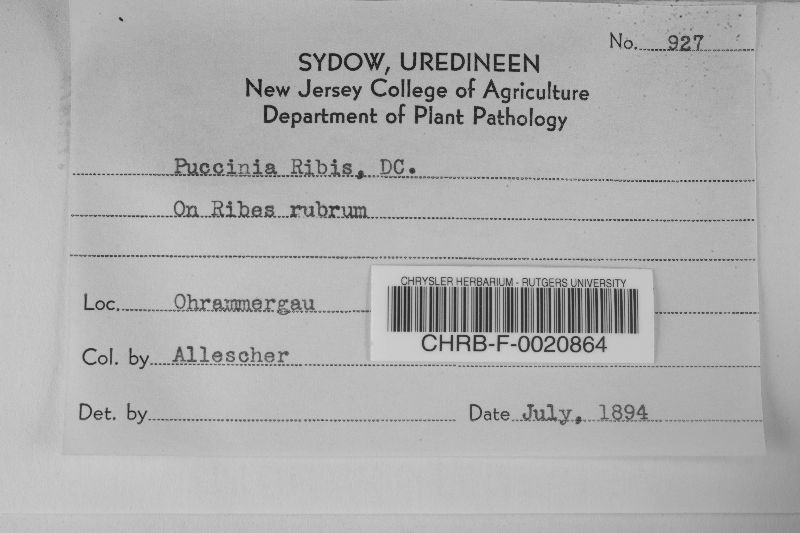 No. 927
SYDOW, UREDINEEN
New Jersey College of Agriculture
Department of Plant Pathology
Puccinia Ribis, DC.
On Ribes rubrum
Loc. Ohrammergau
CHRYSLER HERBARIUM - RUTGERS UNIVERSITY
CHRB-F-0020864
Col. by Allescher
Det. by
Date July, 1894